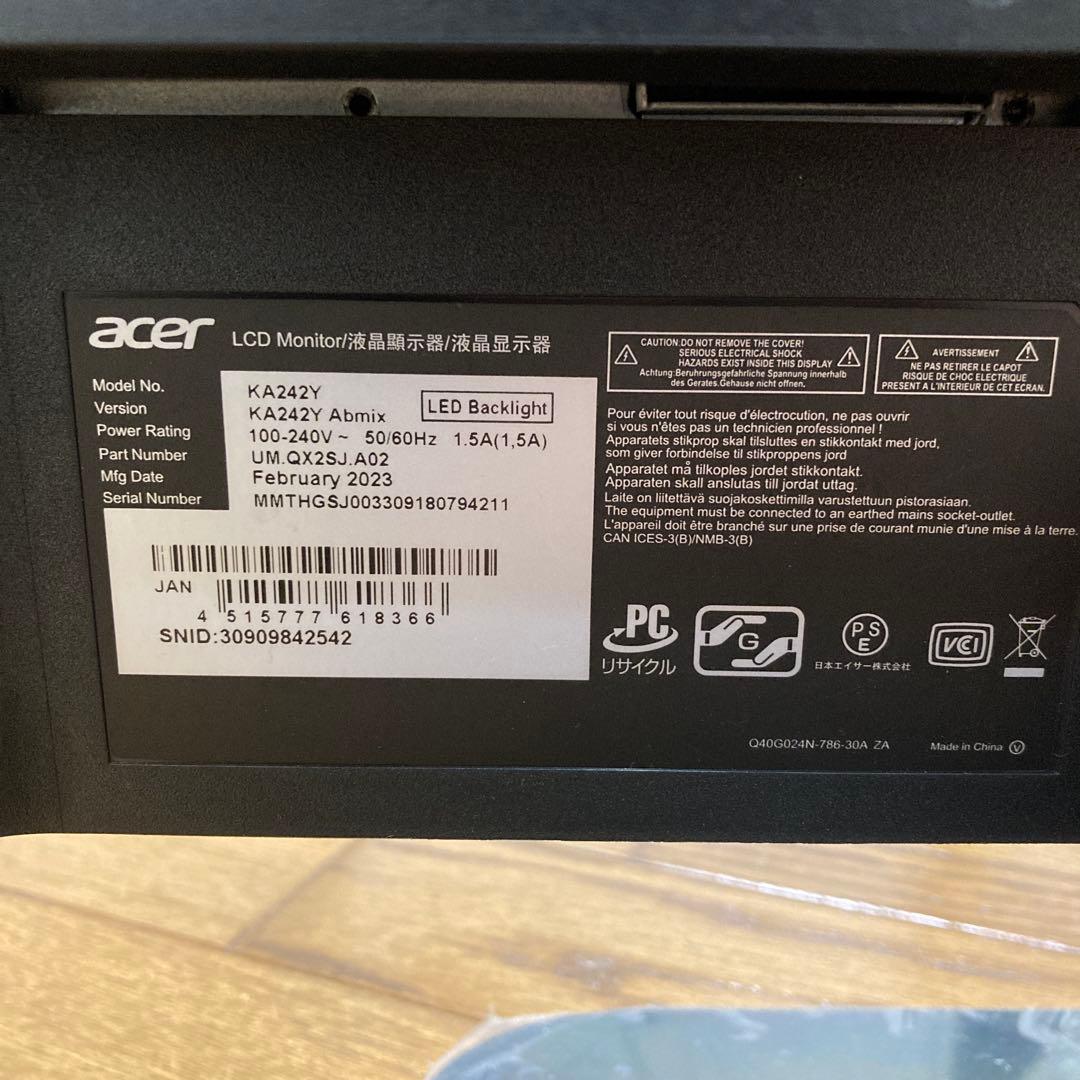 acer LCD Monitor/液晶顯示器/液晶显示器
Model No. KA242Y
Version KA242Y Abmix
LED Backlight
Power Rating 100-240V ~ 50/60Hz 1.5A(1,5A)
Part Number UM.QX2SJ.A02
Mfg Date February 2023
Serial Number MMTHGSJ003309180794211
JAN
4 515777 618366
SNID:30909842542
CAUTION:DO NOT REMOVE THE COVER!
SERIOUS ELECTRICAL SHOCK
HAZARDS EXIST INSIDE THIS DISPLAY
Achtung:Beruhrungsgefahrliche Spannung innerhalb
des Gerates.Gehause nicht offnen.
AVERTISSEMENT
NE PAS RETIRER LE CAPOT
RISQUE DE CHOC ELECTRIQUE
PRESENT A L'INTERIEUR DE CET ECRAN.
Pour éviter tout risque d'électrocution, ne pas ouvrir
si vous n'êtes pas un technicien professionnel !
Apparatets stikprop skal tilsluttes en stikkontakt med jord,
som giver forbindelse til stikproppens jord
Apparatet må tilkoples jordet stikkontakt.
Apparaten skall anslutas till jordat uttag.
Laite on liitettävä suojakoskettimilla varustettuun pistorasiaan.
The equipment must be connected to an earthed mains socket-outlet.
L'appareil doit être branché sur une prise de courant munie d'une mise à la terre.
CAN ICES-3(B)/NMB-3(B)
PC
リサイクル
G
PS
E
日本エイサー株式会社
VCCI
Q40G024N-786-30A ZA
Made in China V